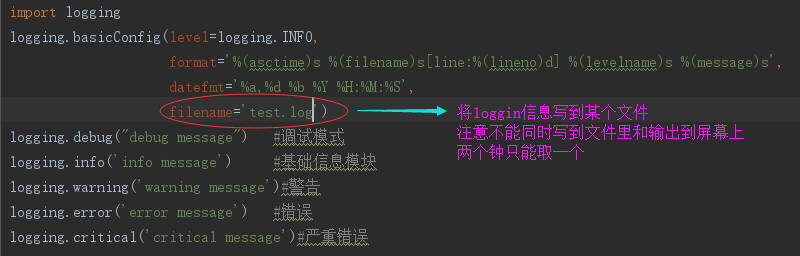 import logging
logging.basicConfig(level=logging.INFO,
format='%(asctime)s %(filename)s[line:%(lineno)d] %(levelname)s %(message)s',
datefmt='%a,%d %b %Y %H:%M:%S',
filename='test.log')
将loggin信息写到某个文件
注意不能同时写到文件里和输出到屏幕上
两个钟只能取一个
logging.debug("debug message") #调试模式
logging.info('info message') #基础信息模块
logging.warning('warning message')#警告
logging.error('error message') #错误
logging.critical('critical message')#严重错误